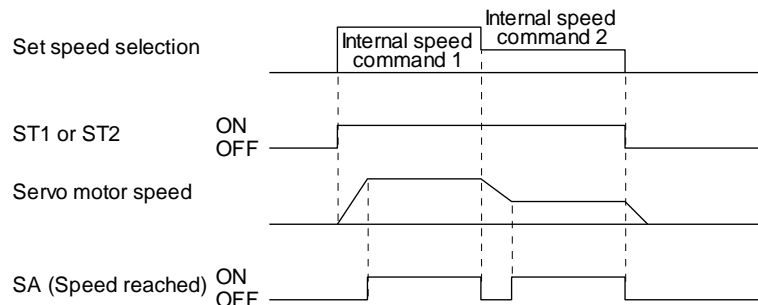 Set speed selection
Internal speed
command 1
Internal speed
command 2
ST1 or ST2
ON
OFF
Servo motor speed
SA (Speed reached)
ON
OFF